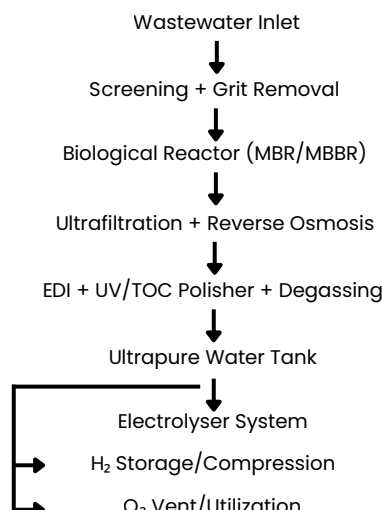 Wastewater Inlet
Screening + Grit Removal
Biological Reactor (MBR/MBBR)
Ultrafiltration + Reverse Osmosis
EDI + UV/TOC Polisher + Degassing
Ultrapure Water Tank
Electrolyser System
H₂ Storage/Compression
O₂ Vent/Utilization